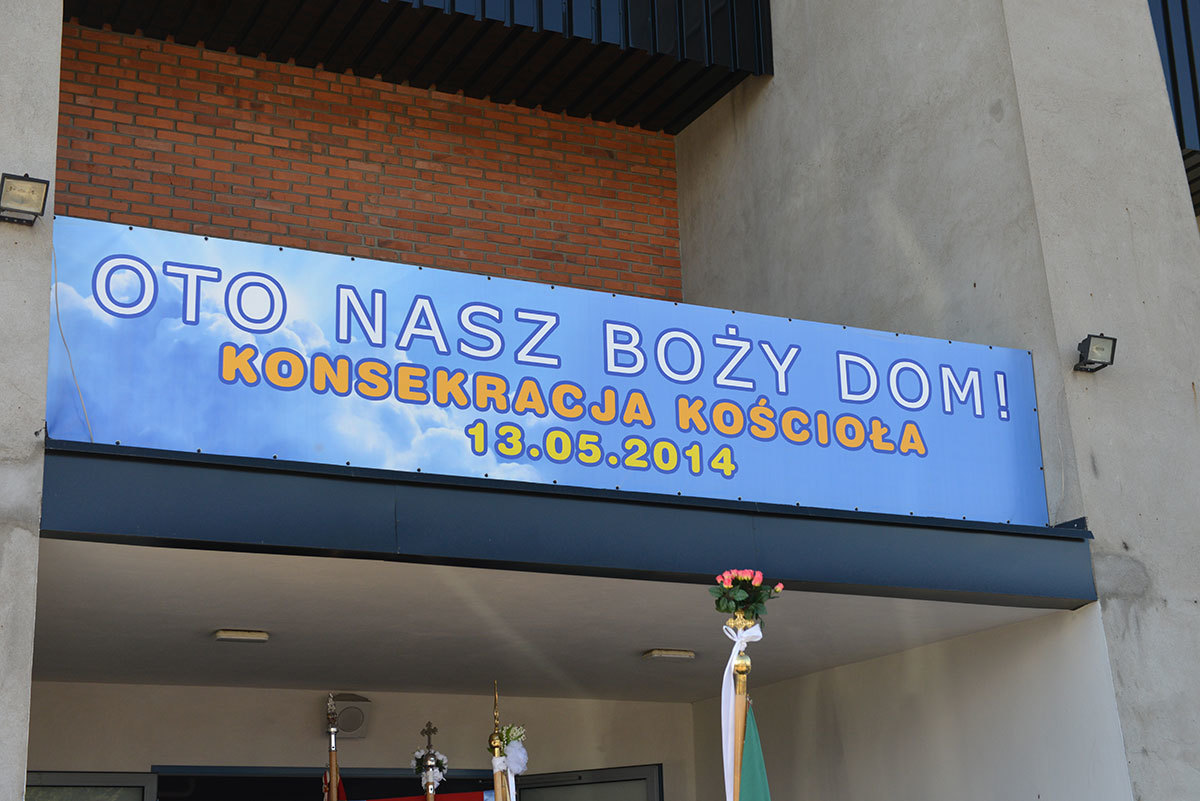 OTO NASZ BOŻY DOM!
KONSEKRACJA KOŚCIOŁA
13.05.2014